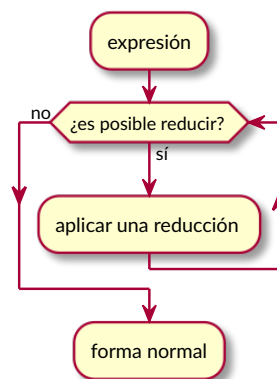 expresión
no
¿es posible reducir?
sí
aplicar una reducción
forma normal